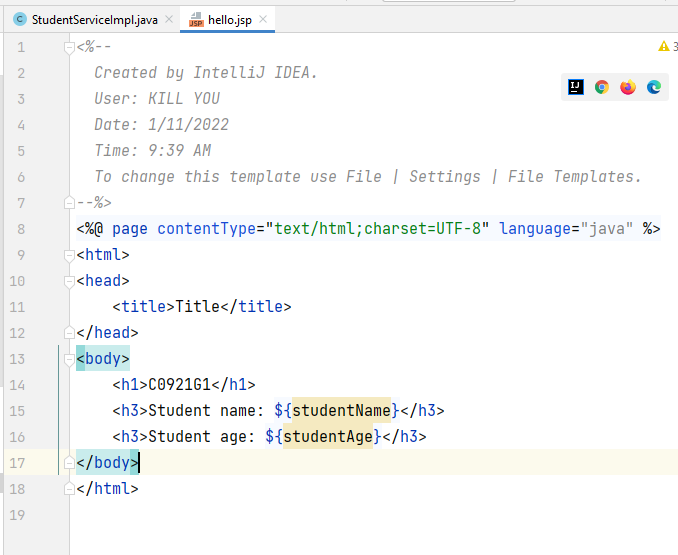 StudentServiceImpl.java hello.jsp
1 <%--
2 Created by IntelliJ IDEA.
3 User: KILL YOU
4 Date: 1/11/2022
5 Time: 9:39 AM
6 To change this template use File | Settings | File Templates.
7 --%>
8 <%@ page contentType="text/html;charset=UTF-8" language="java" %>
9 <html>
10 <head>
11 <title>Title</title>
12 </head>
13 <body>
14 <h1>C0921G1</h1>
15 <h3>Student name: ${studentName}</h3>
16 <h3>Student age: ${studentAge}</h3>
17 </body>
18 </html>
19
3